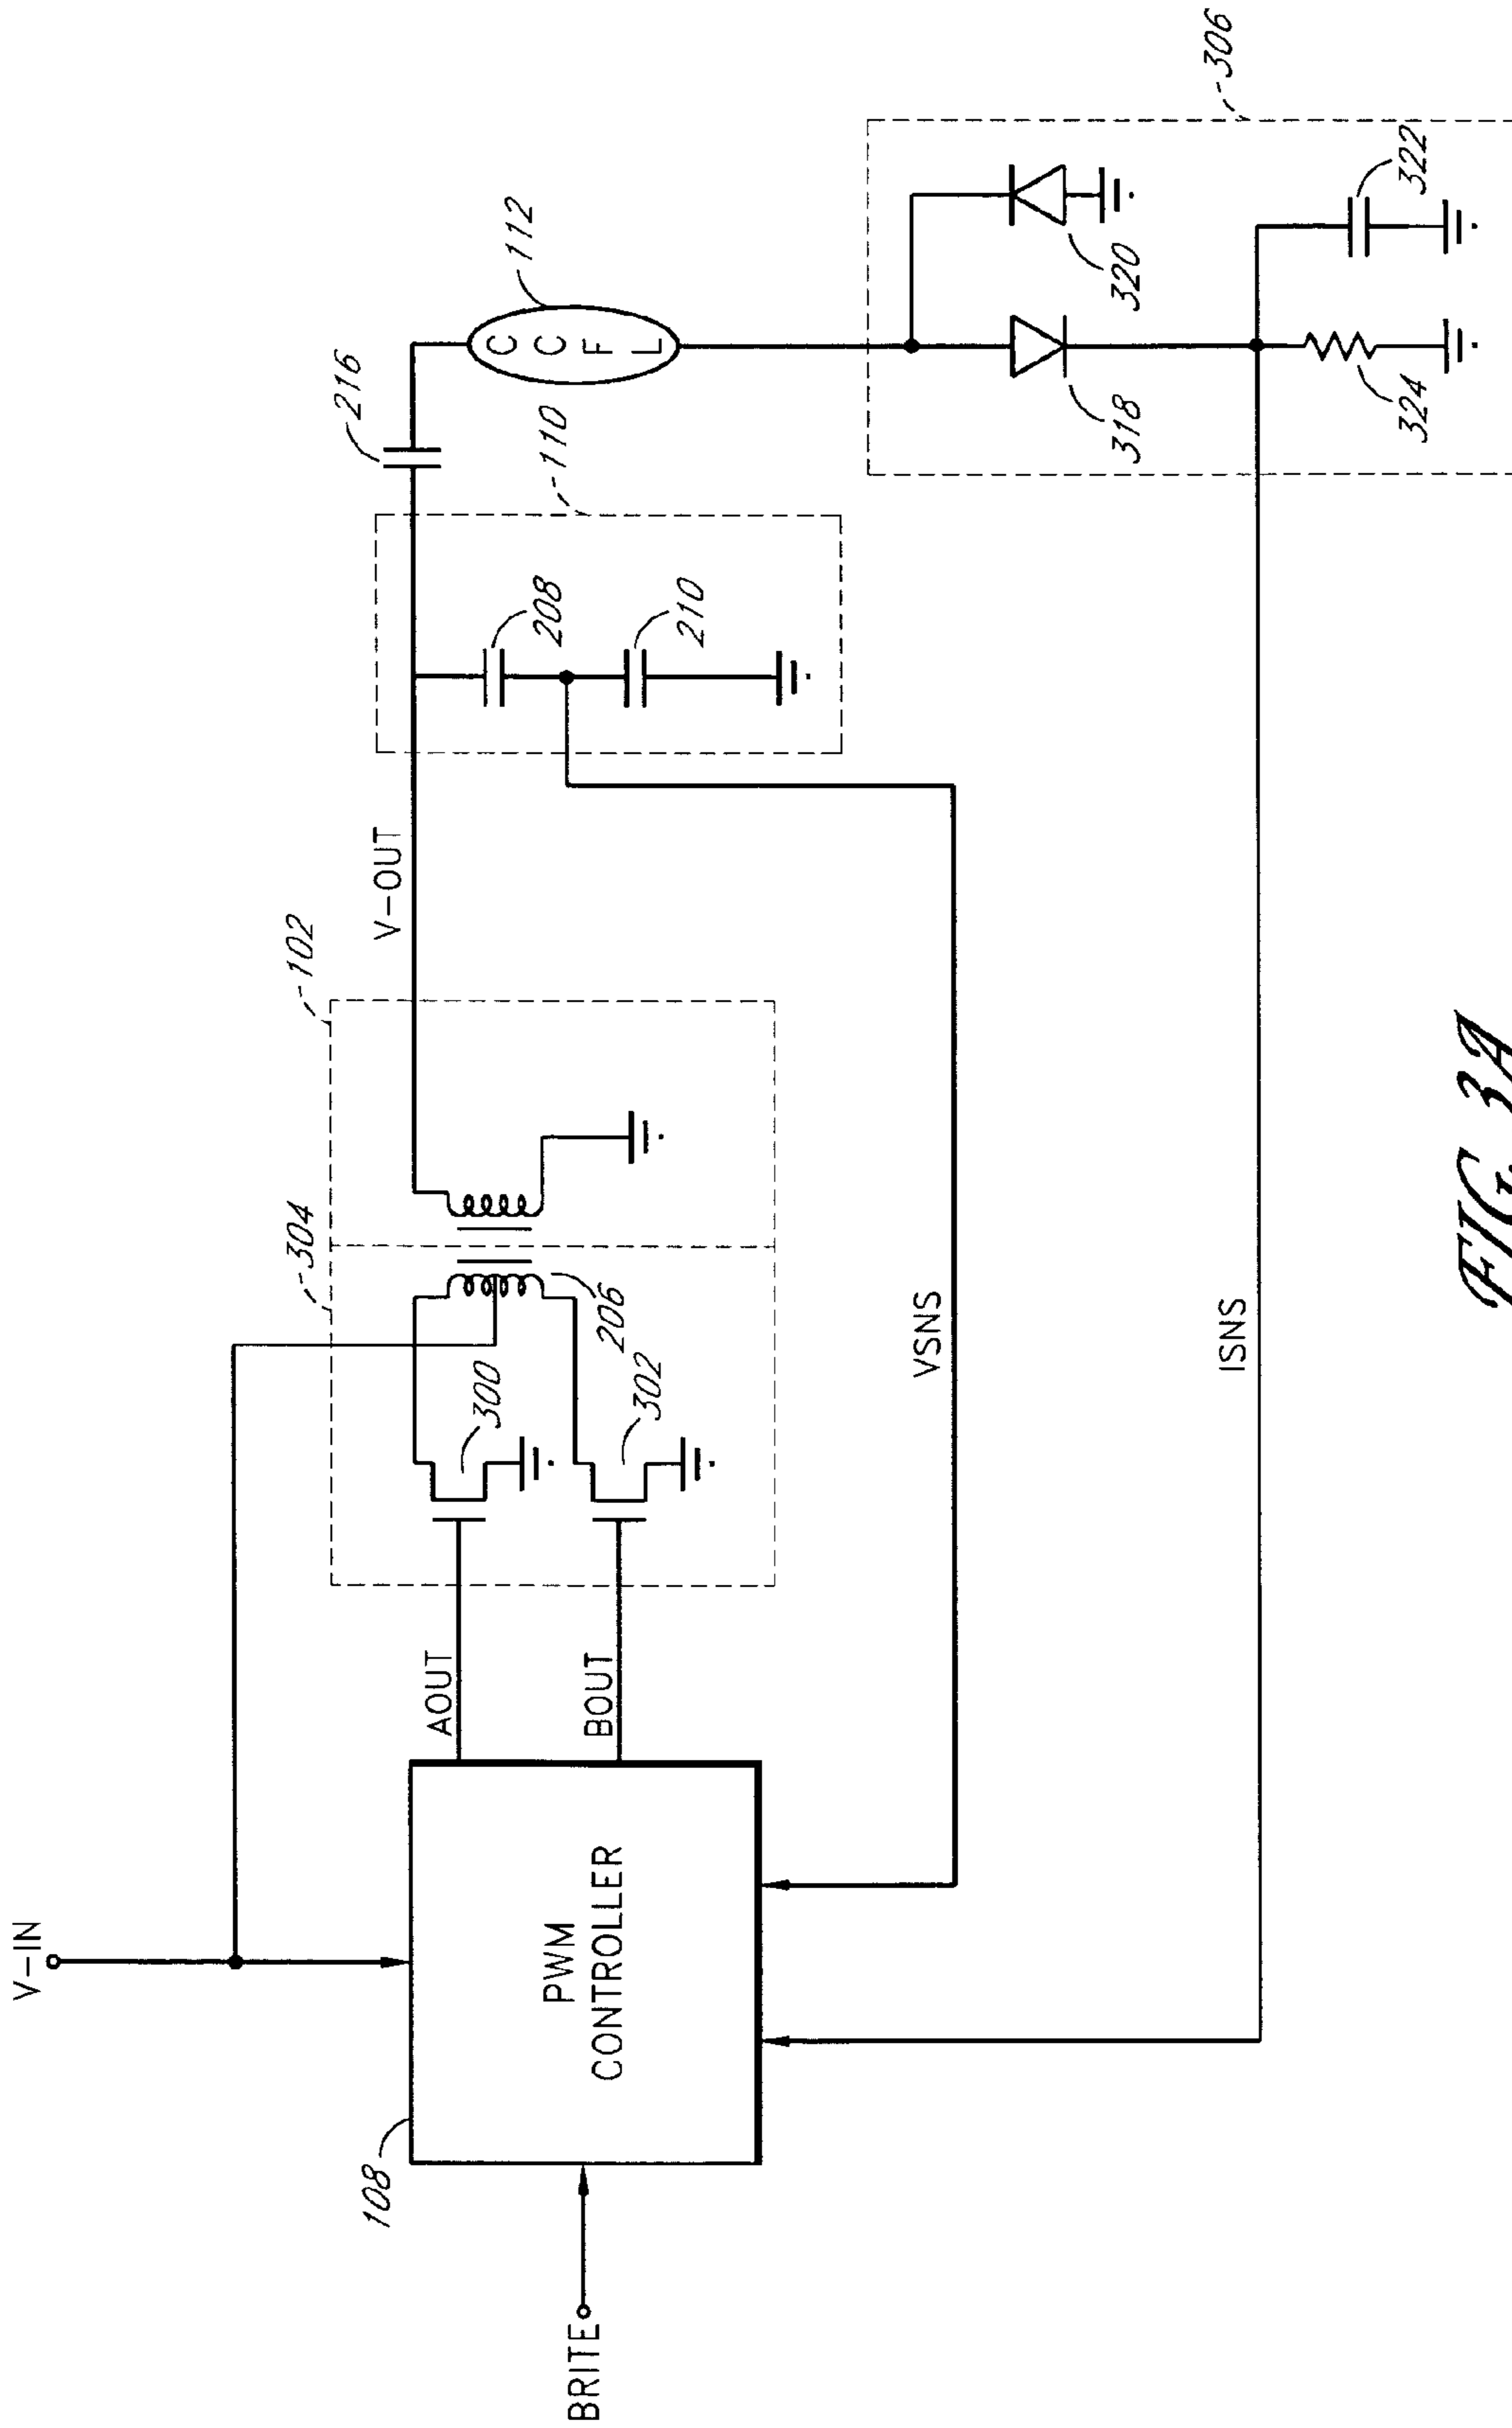 V-IN
BRITE
108
PWM
CONTROLLER
AOUT
BOUT
304
102
300
302
206
V-OUT
110
208
210
216
112
C
C
F
L
VSNS
ISNS
306
318
320
322
324
FIG. 3A